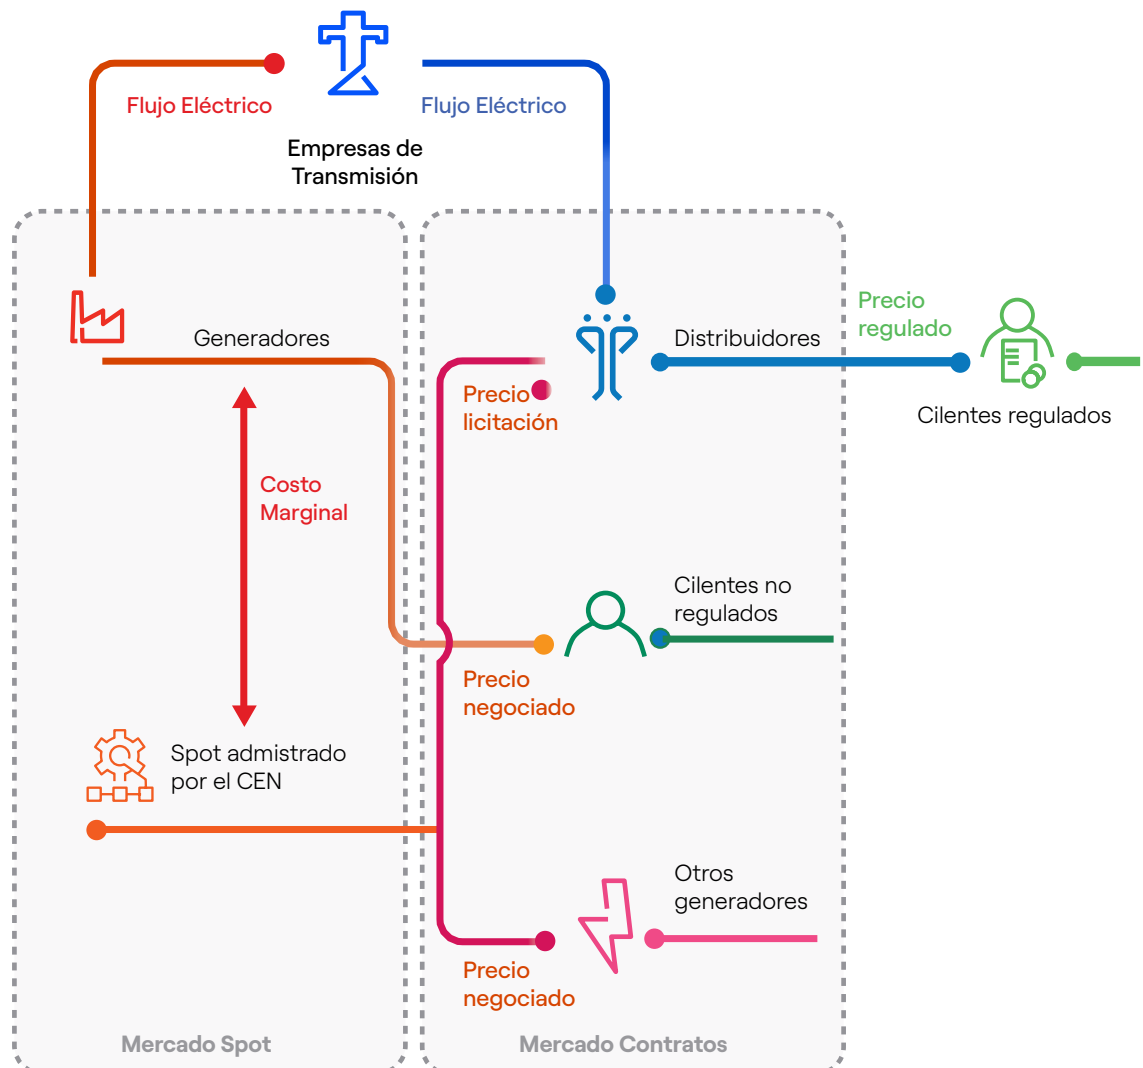 Flujo Eléctrico
Flujo Eléctrico
Empresas de
Transmisión
Generadores
Distribuidores
Precio
regulado
Precio
licitación
Cilentes regulados
Costo
Marginal
Cilentes no
regulados
Precio
negociado
Spot admistrado
por el CEN
Otros
generadores
Precio
negociado
Mercado Spot
Mercado Contratos